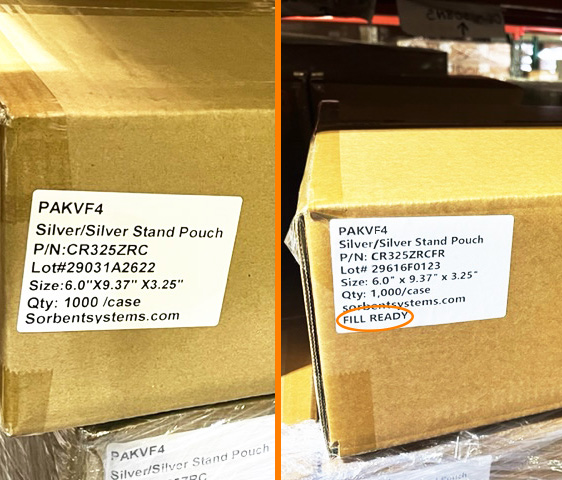 PAKVF4
Silver/Silver Stand Pouch
P/N:CR325ZRC
Lot#29031A2622
Size:6.0"X9.37" X3.25"
Qty: 1000 /case
Sorbentsystems.com
PAKVF4
Silver/Silver Stand Pouch
PAKVF4
Silver/Silver Stand Pouch
P/N: CR325ZRCFR
Lot# 29616F0123
Size: 6.0" x 9.37" x 3.25"
Qty: 1,000/case
sorbentsystems.com
FILL READY
Pouch